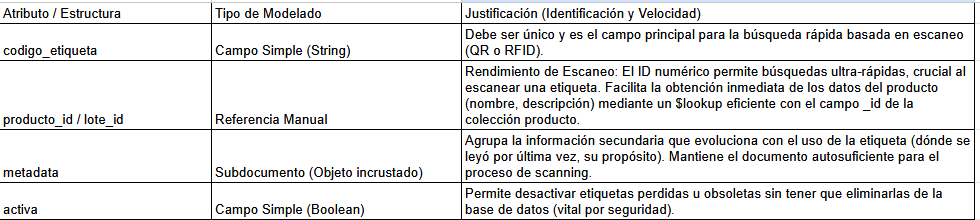 Atributo / Estructura Tipo de Modelado Justificación (Identificación y Velocidad)
Debe ser único y es el campo principal para la búsqueda rápida basada en escaneo
codigo_etiqueta Campo Simple (String) (QR o RFID).
Rendimiento de Escaneo: El ID numérico permite búsquedas ultra-rápidas, crucial al
escanear una etiqueta. Facilita la obtención inmediata de los datos del producto
(nombre, descripción) mediante un $lookup eficiente con el campo _id de la
producto_id / lote_id Referencia Manual colección producto.
Agrupa la información secundaria que evoluciona con el uso de la etiqueta (dónde se
leyó por última vez, su propósito). Mantiene el documento autosuficiente para el
metadata Subdocumento (Objeto incrustado) proceso de scanning.
Permite desactivar etiquetas perdidas u obsoletas sin tener que eliminarlas de la
activa Campo Simple (Boolean) base de datos (vital por seguridad).